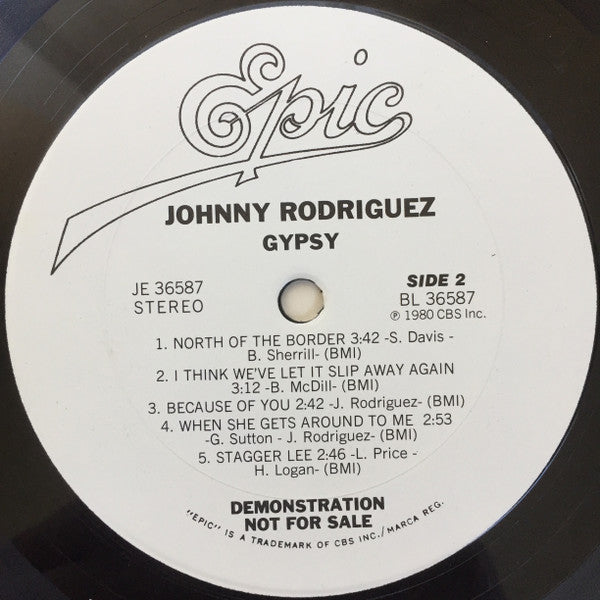 Epic
JOHNNY RODRIGUEZ
GYPSY
JE 36587
STEREO
SIDE 2
BL 36587
℗ 1980 CBS Inc.
1. NORTH OF THE BORDER 3:42 -S. Davis -
B. Sherrill- (BMI)
2. I THINK WE'VE LET IT SLIP AWAY AGAIN
3:12 -B. McDill- (BMI)
3. BECAUSE OF YOU 2:42 -J. Rodriguez- (BMI)
4. WHEN SHE GETS AROUND TO ME 2:53
-G. Sutton - J. Rodriguez- (BMI)
5. STAGGER LEE 2:46 -L. Price -
H. Logan- (BMI)
DEMONSTRATION
NOT FOR SALE
"EPIC" IS A TRADEMARK OF CBS INC./MARCA REG.